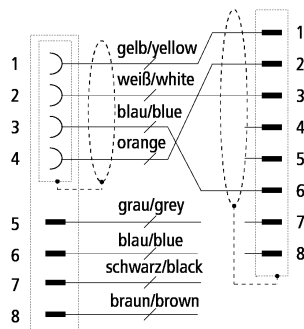 gelb/yellow
1
1
2
weiß/white
2
3
blau/blue
3
4
orange
4
5
6
grau/grey
5
7
blau/blue
6
8
schwarz/black
7
braun/brown
8